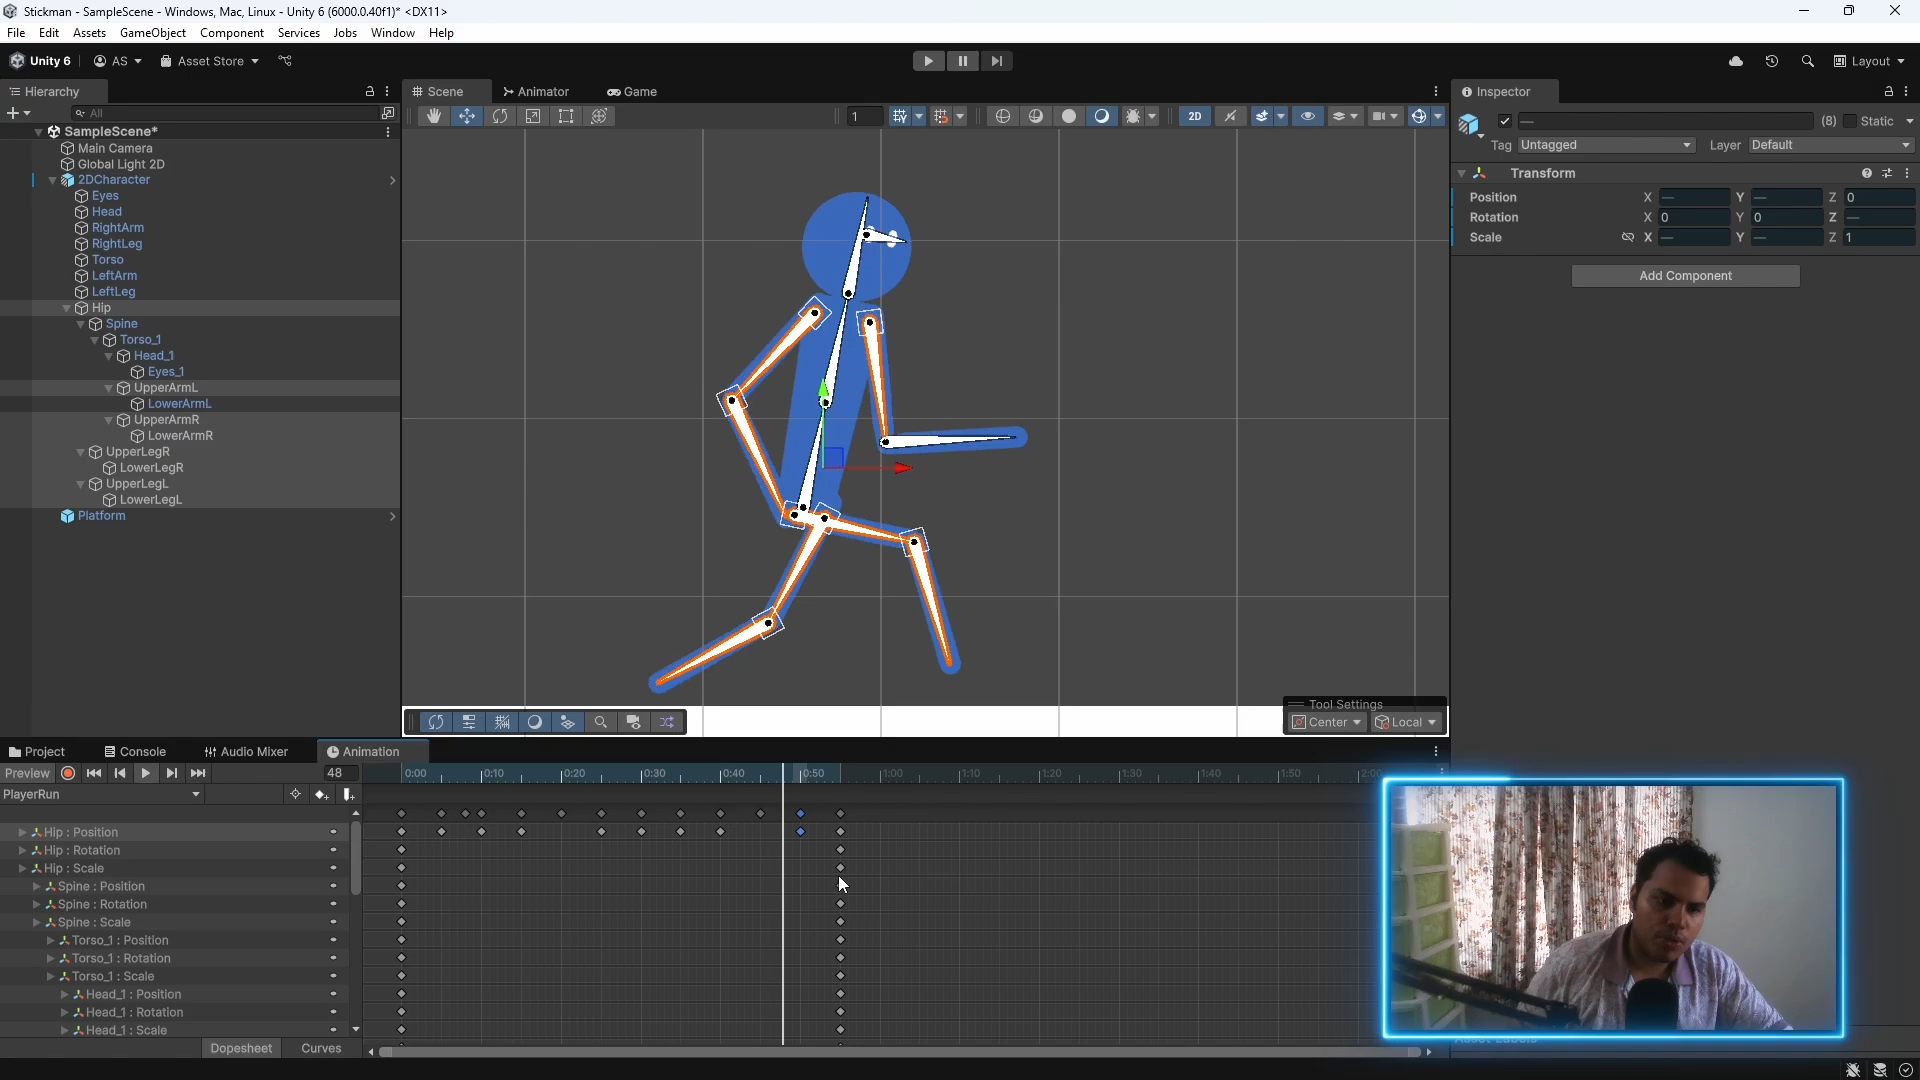 Stickman - SampleScene - Windows, Mac, Linux - Unity 6 (6000.0.40f1)* <DX11>
File Edit Assets GameObject Component Services Jobs Window Help
Unity 6 AS Asset Store Layout
Hierarchy
All
SampleScene*
Main Camera
Global Light 2D
2DCharacter
Eyes
Head
RightArm
RightLeg
Torso
LeftArm
LeftLeg
Hip
Spine
Torso_1
Head_1
Eyes_1
UpperArmL
LowerArmL
UpperArmR
LowerArmR
UpperLegR
LowerLegR
UpperLegL
LowerLegL
Platform
Scene Animator Game
1 2D
Tool Settings
Center Local
Inspector
— (8) Static
Tag Untagged Layer Default
Transform
Position X — Y — Z 0
Rotation X 0 Y 0 Z —
Scale X — Y — Z 1
Add Component
Project Console Audio Mixer Animation
Preview 48 0:00 0:10 0:20 0:30 0:40 0:50 1:00 1:10 1:20 1:30 1:40 1:50 2:00
PlayerRun
Hip : Position
Hip : Rotation
Hip : Scale
Spine : Position
Spine : Rotation
Spine : Scale
Torso_1 : Position
Torso_1 : Rotation
Torso_1 : Scale
Head_1 : Position
Head_1 : Rotation
Head_1 : Scale
Dopesheet Curves